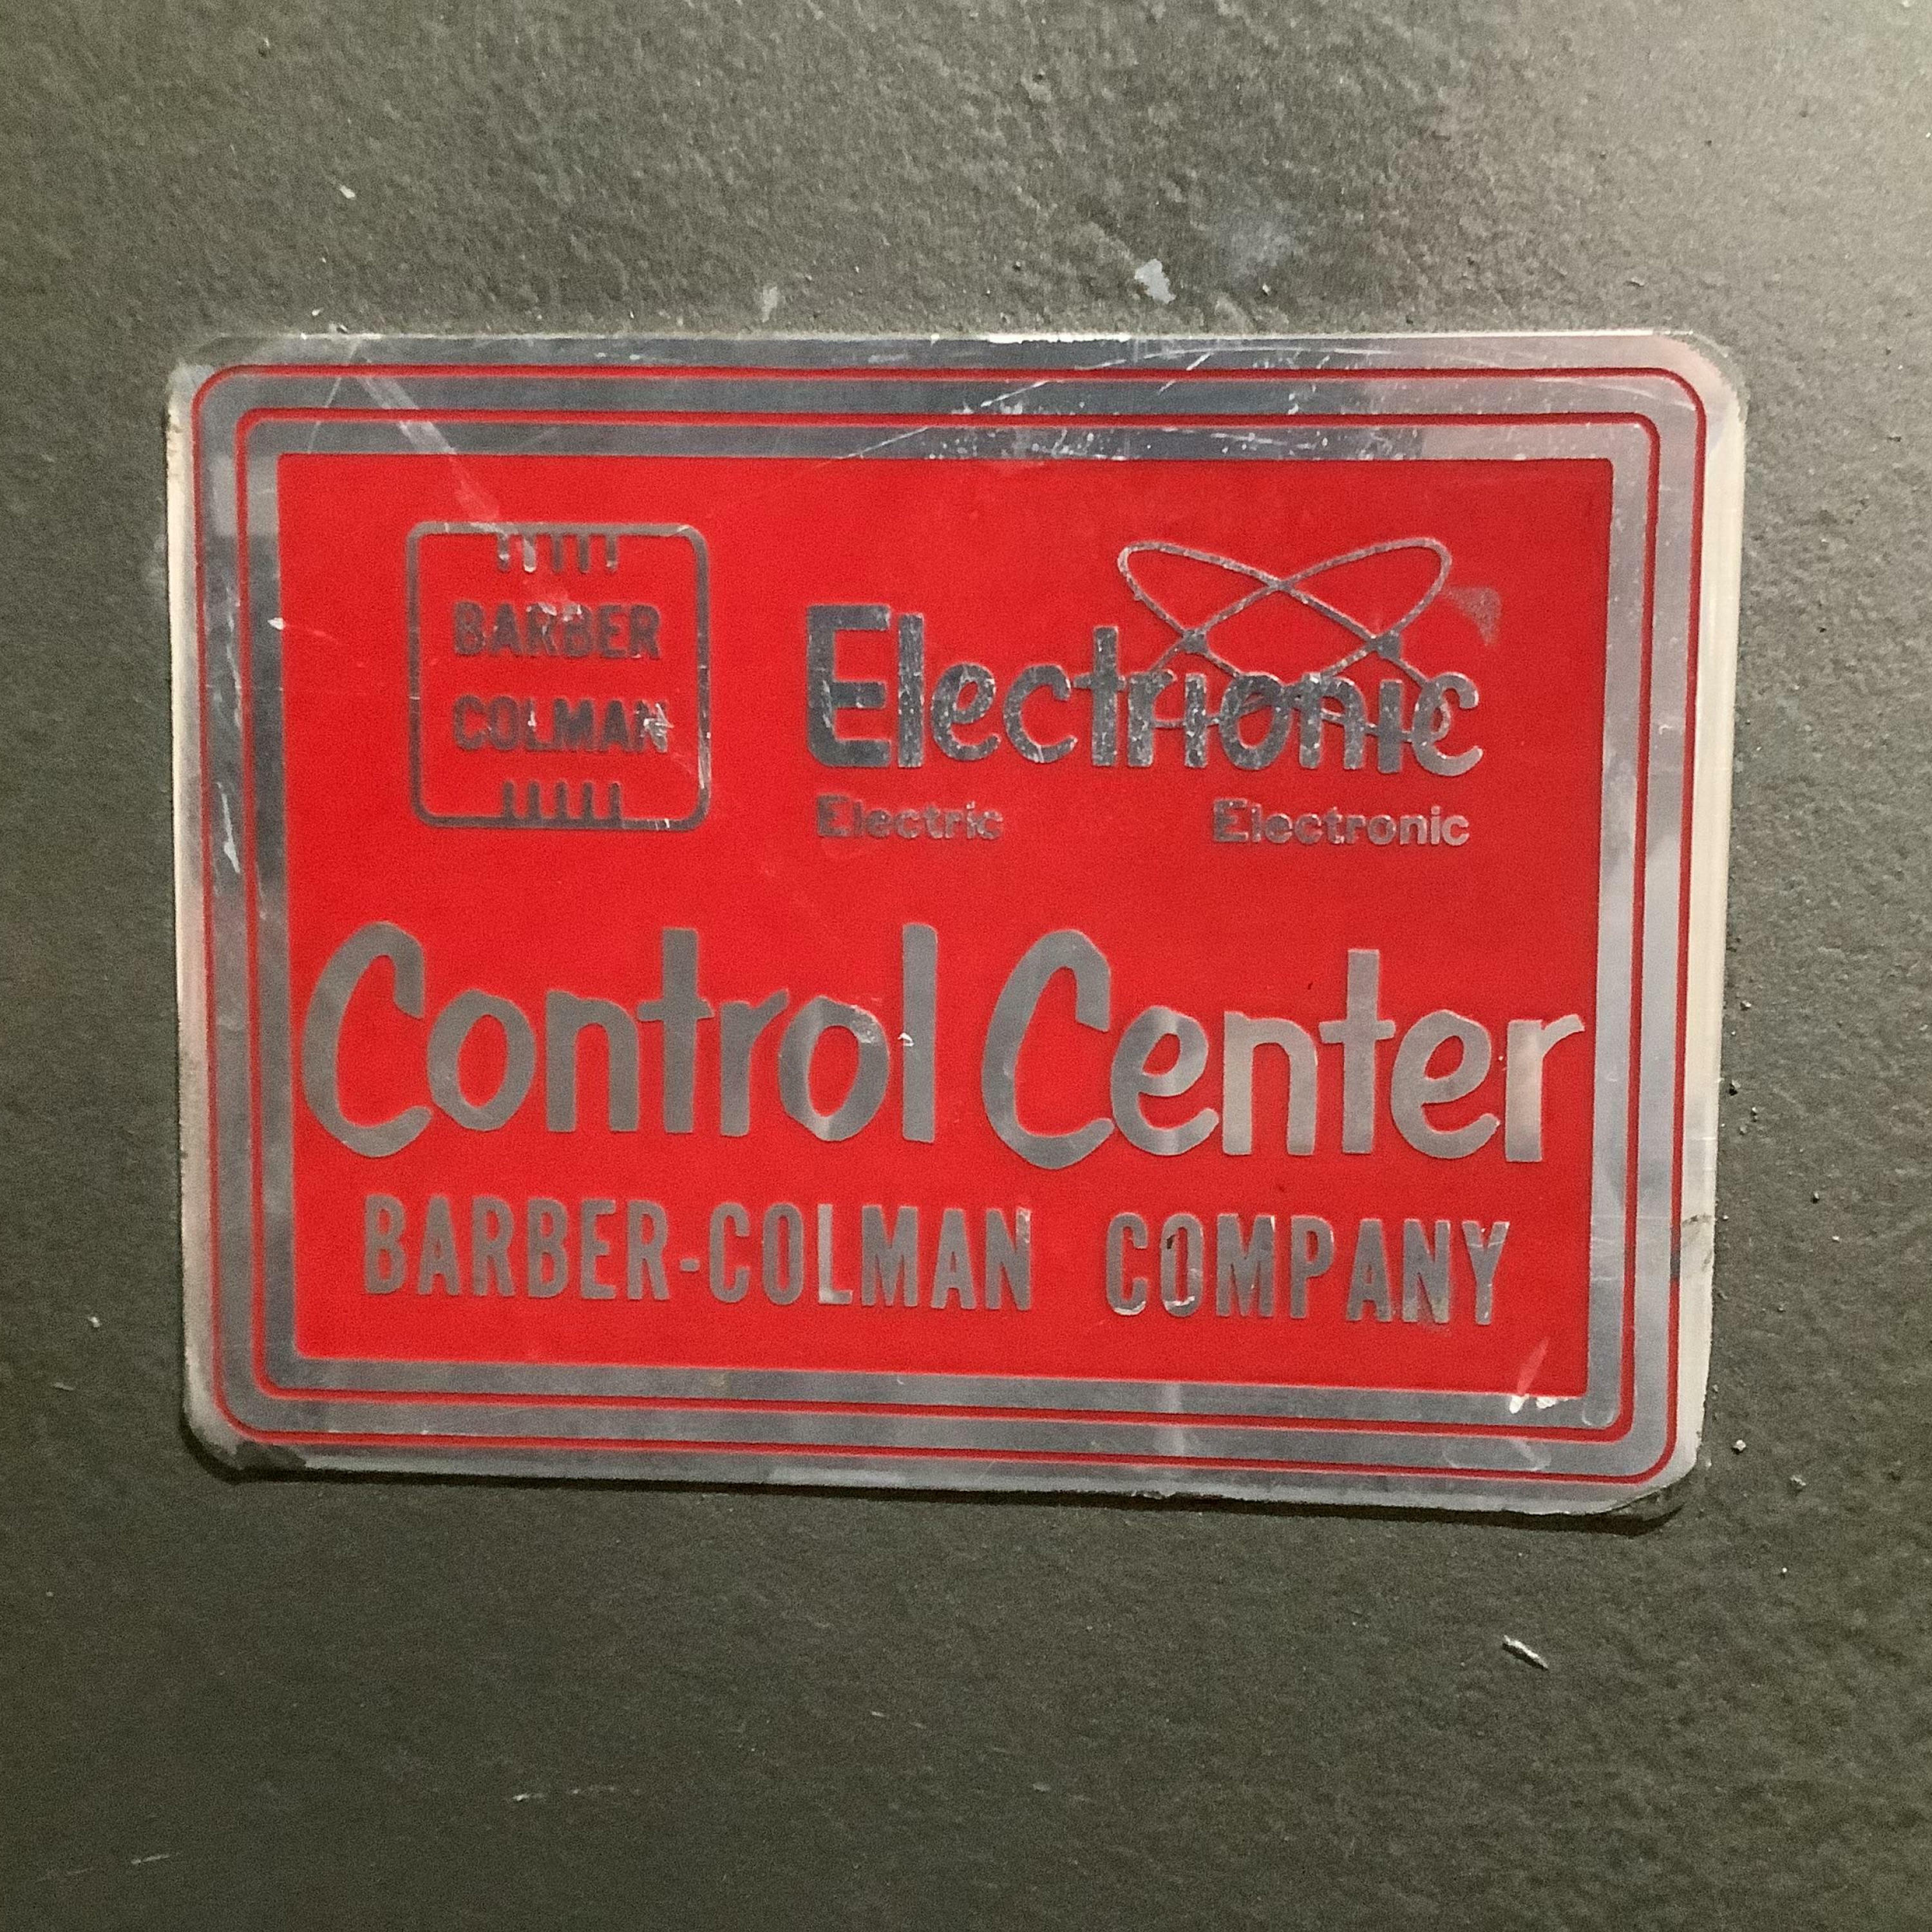 BARBER
COLMAN
Electrionic
Electric Electronic
Control Center
BARBER-COLMAN COMPANY